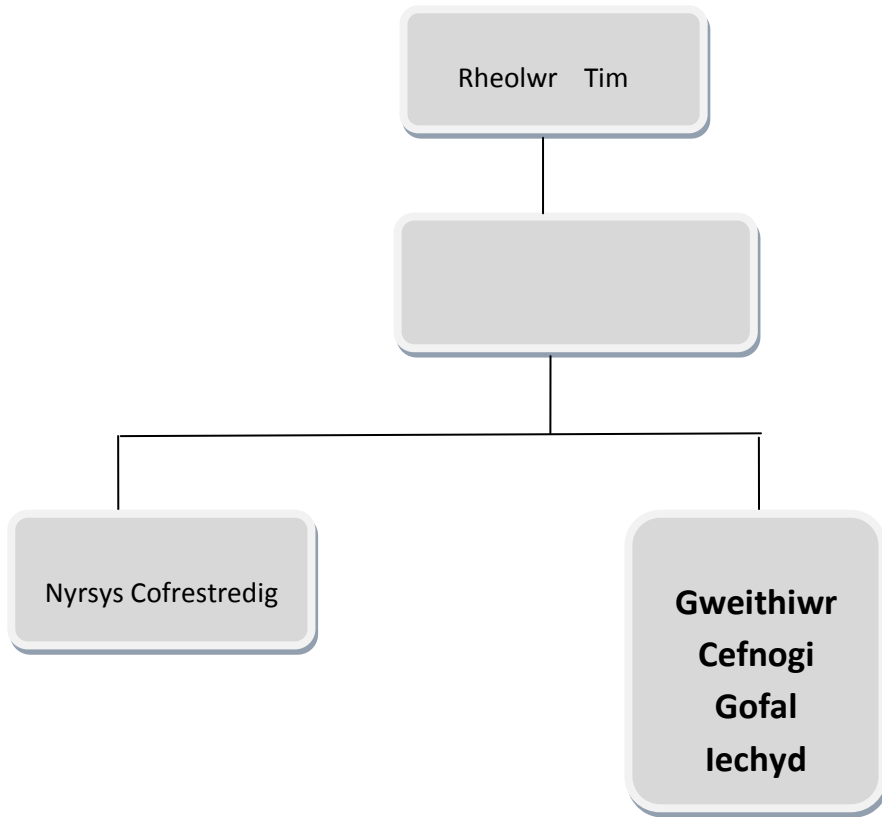 Rheolwr Tim
Nyrsys Cofrestredig
Gweithiwr
Cefnogi
Gofal
Iechyd